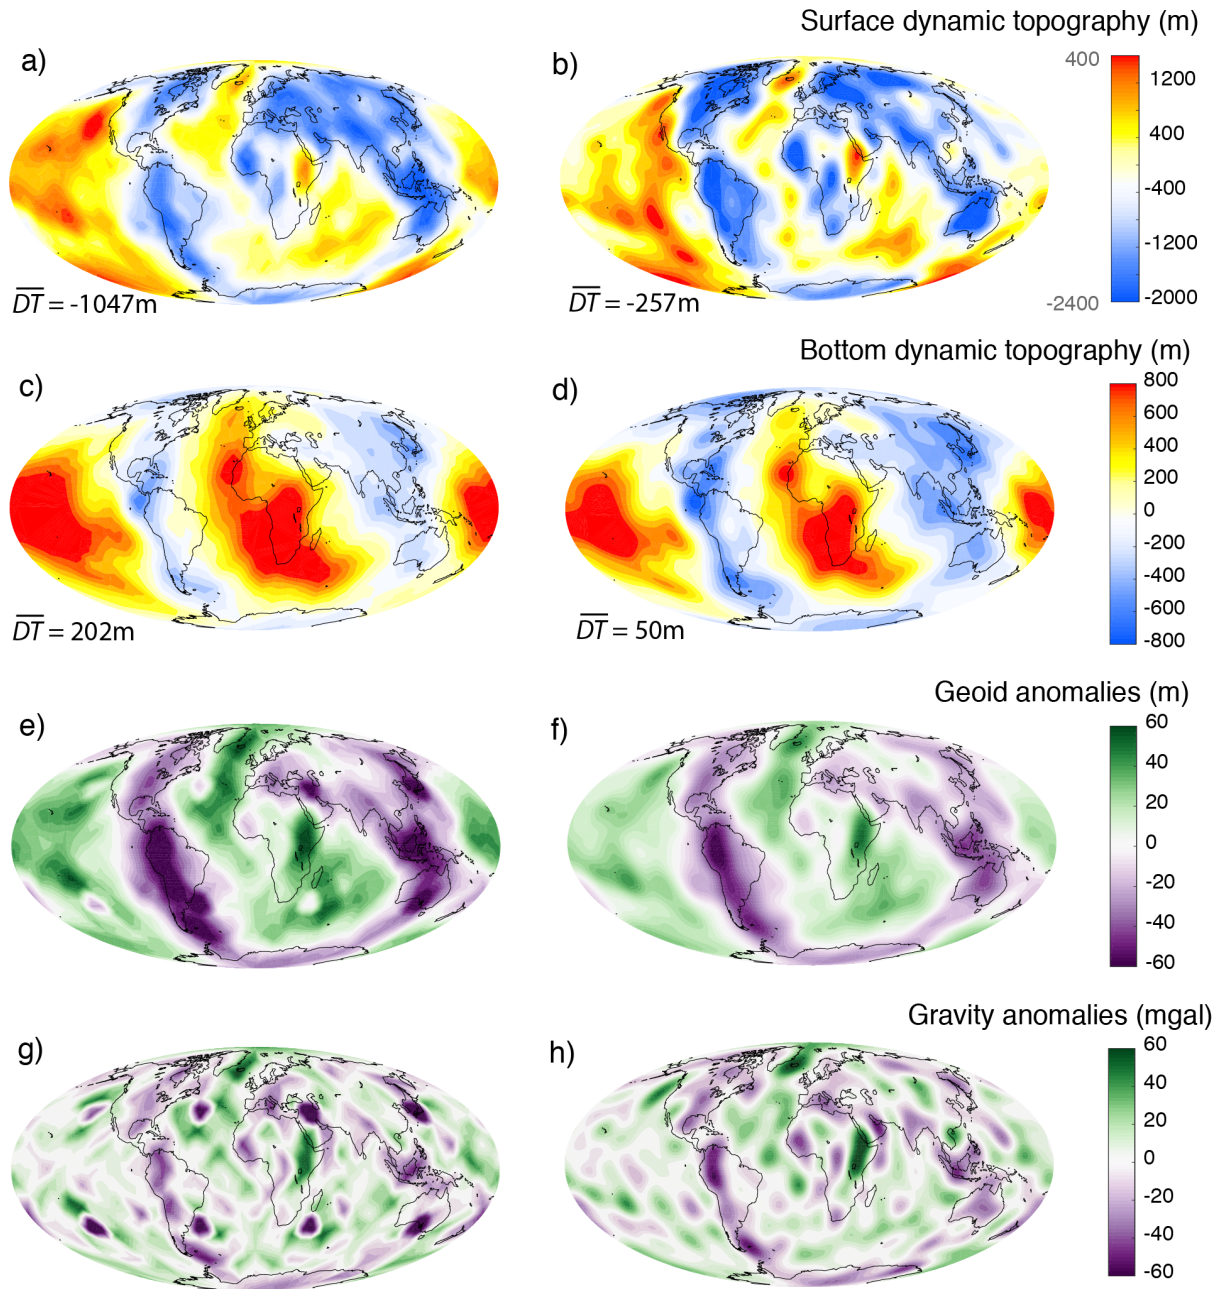 Surface dynamic topography (m)
a)
b)
400
1200
400
-400
-1200
-2400
-2000
DT = -1047m
DT = -257m
Bottom dynamic topography (m)
c)
d)
800
600
400
200
0
-200
-400
-600
-800
DT = 202m
DT = 50m
Geoid anomalies (m)
e)
f)
60
40
20
0
-20
-40
-60
Gravity anomalies (mgal)
g)
h)
60
40
20
0
-20
-40
-60